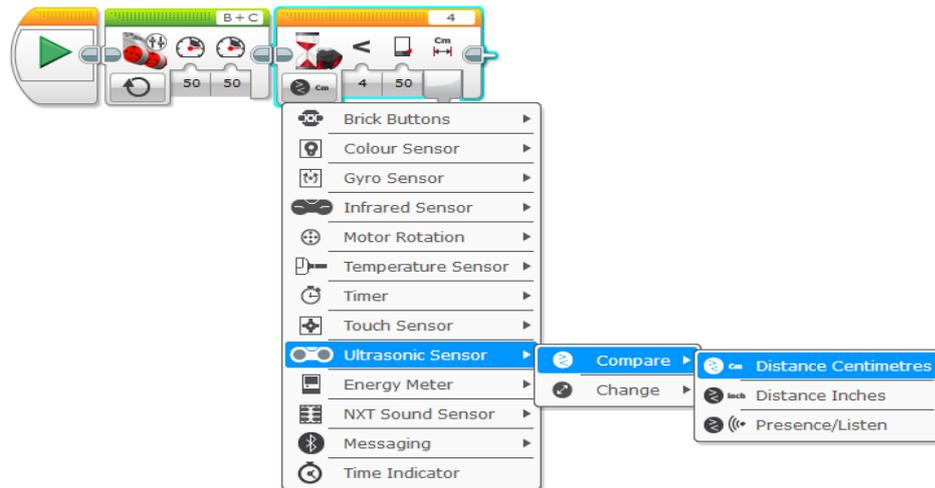 B + C
4
<
Cm
50 50
Cm
4 50
Brick Buttons
Colour Sensor
Gyro Sensor
Infrared Sensor
Motor Rotation
Temperature Sensor
Timer
Touch Sensor
Ultrasonic Sensor
Compare
Cm Distance Centimetres
Energy Meter
Change
Inch Distance Inches
NXT Sound Sensor
Presence/Listen
Messaging
Time Indicator